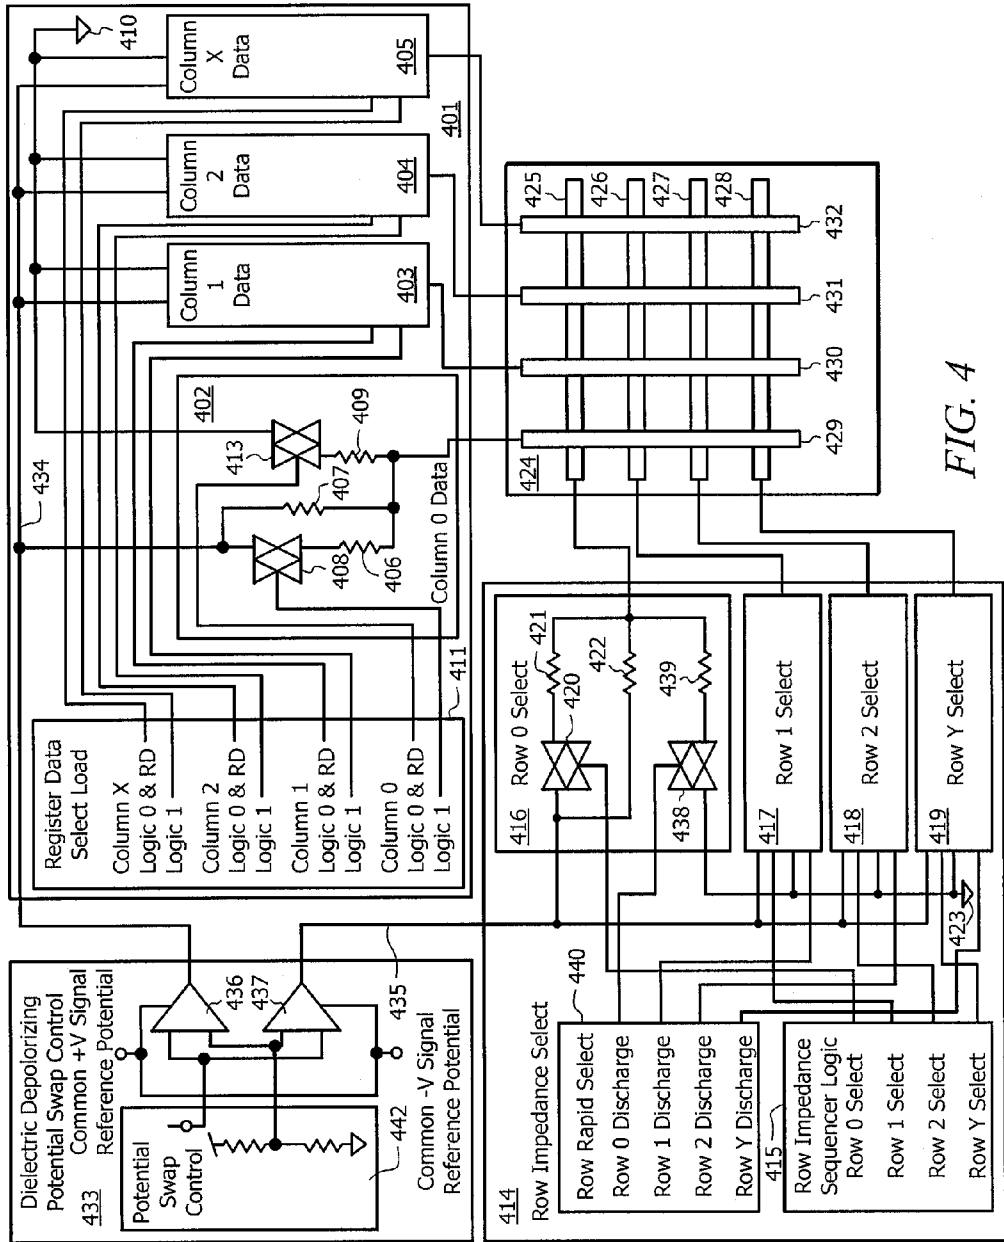 Dielectric Depolorizing
Potential Swap Control
433
Common +V Signal
Reference Potential
Potential
Swap
Control
442
436
437
Common -V Signal
Reference Potential
435
434
Register Data
Select Load
Column X
Logic 0 & RD
Logic 1
Column 2
Logic 0 & RD
Logic 1
Column 1
Logic 0 & RD
Logic 1
Column 0
Logic 0 & RD
Logic 1
411
402
413
409
407
408
406
Column 0 Data
Column
1
Data
403
Column
2
Data
404
Column
X
Data
405
401
410
414
Row Impedance Select
Row Rapid Select
Row 0 Discharge
Row 1 Discharge
Row 2 Discharge
Row Y Discharge
440
415
Row Impedance
Sequencer Logic
Row 0 Select
Row 1 Select
Row 2 Select
Row Y Select
416
Row 0 Select
421
420
422
439
438
417
Row 1 Select
418
Row 2 Select
419
Row Y Select
423
424
425
426
427
428
429
430
431
432
FIG. 4